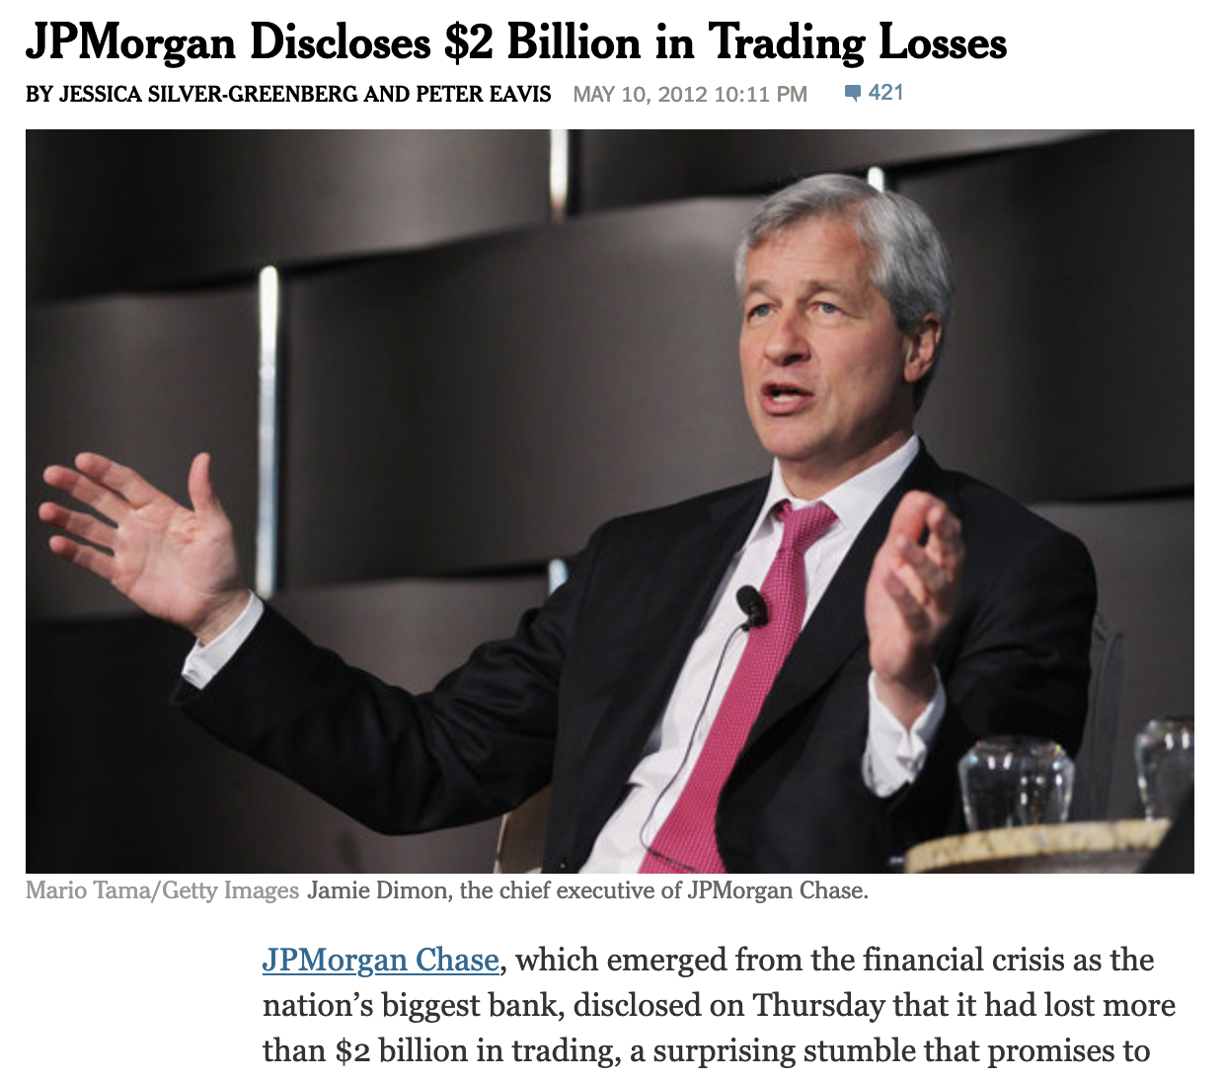 JPMorgan Discloses $2 Billion in Trading Losses
BY JESSICA SILVER-GREENBERG AND PETER EAVIS MAY 10, 2012 10:11 PM 421
Mario Tama/Getty Images Jamie Dimon, the chief executive of JPMorgan Chase.
JPMorgan Chase, which emerged from the financial crisis as the
nation’s biggest bank, disclosed on Thursday that it had lost more
than $2 billion in trading, a surprising stumble that promises to